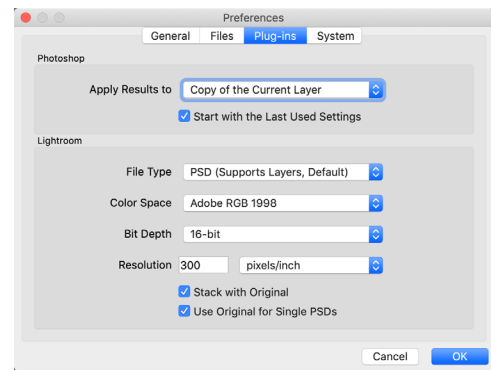 Preferences
General Files Plug-ins System
Photoshop
Apply Results to Copy of the Current Layer
Start with the Last Used Settings
Lightroom
File Type PSD (Supports Layers, Default)
Color Space Adobe RGB 1998
Bit Depth 16-bit
Resolution 300 pixels/inch
Stack with Original
Use Original for Single PSDs
Cancel OK